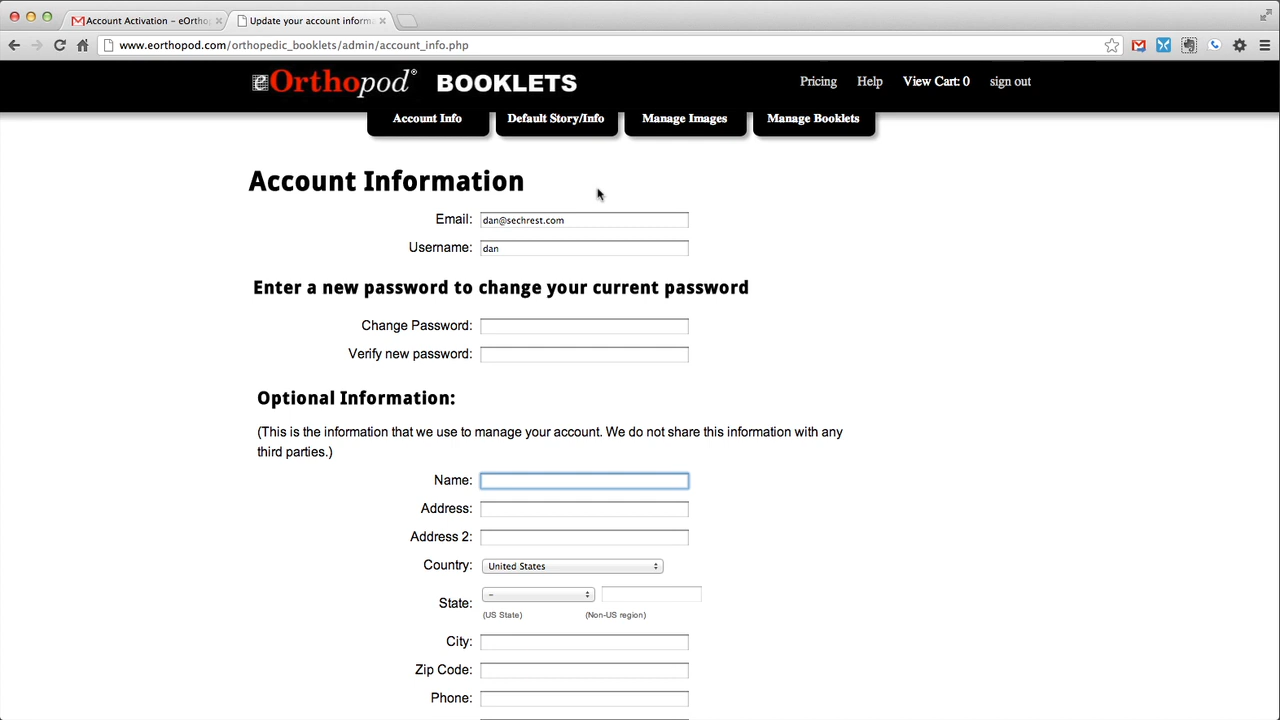 Account Activation – eOrthop
Update your account informa
www.eorthopod.com/orthopedic_booklets/admin/account_info.php
eOrthopod® BOOKLETS
Pricing Help View Cart: 0 sign out
Account Info Default Story/Info Manage Images Manage Booklets
Account Information
Email: dan@sechrest.com
Username: dan
Enter a new password to change your current password
Change Password:
Verify new password:
Optional Information:
(This is the information that we use to manage your account. We do not share this information with any
third parties.)
Name:
Address:
Address 2:
Country: United States
State: –
(US State) (Non-US region)
City:
Zip Code:
Phone: